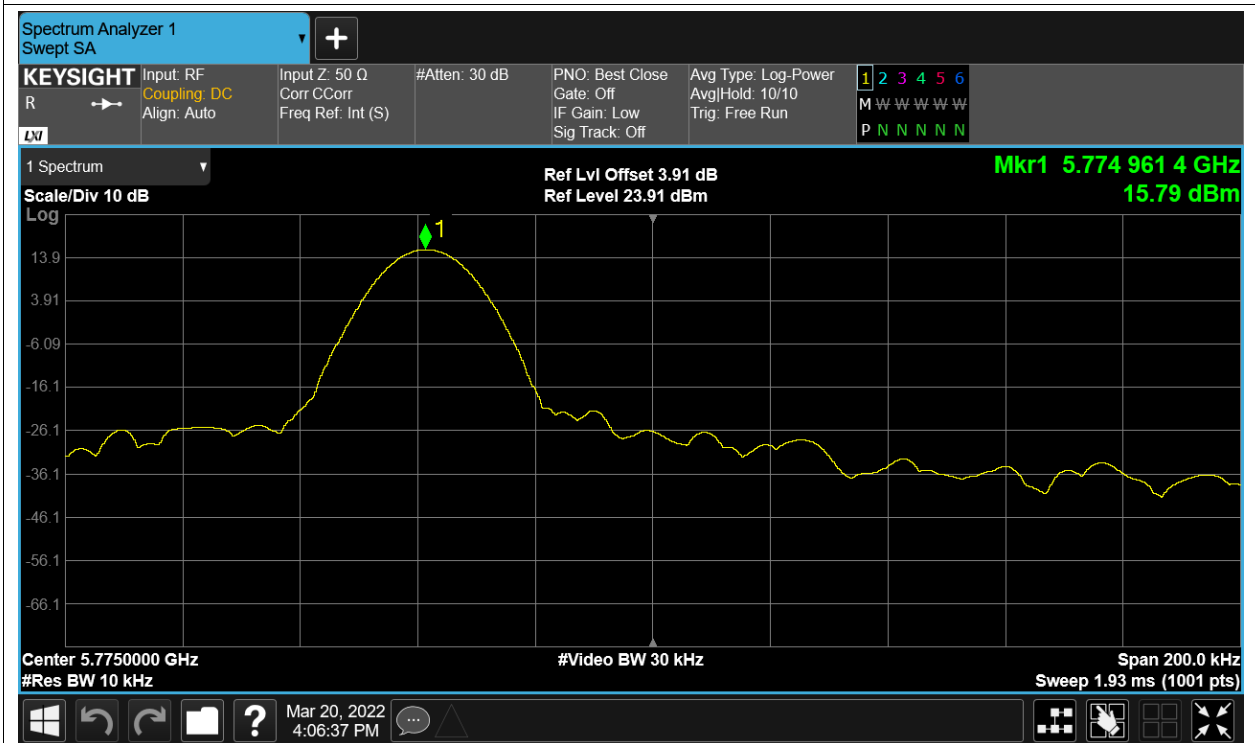 Spectrum Analyzer 1
Swept SA
KEYSIGHT
R
LXI
Input: RF
Coupling: DC
Align: Auto
Input Z: 50 Ω
Corr CCorr
Freq Ref: Int (S)
#Atten: 30 dB
PNO: Best Close
Gate: Off
IF Gain: Low
Sig Track: Off
Avg Type: Log-Power
Avg|Hold: 10/10
Trig: Free Run
1 2 3 4 5 6
M W W W W W
P N N N N N
1 Spectrum
Scale/Div 10 dB
Log
Ref Lvl Offset 3.91 dB
Ref Level 23.91 dBm
Mkr1 5.774 961 4 GHz
15.79 dBm
1
13.9
3.91
-6.09
-16.1
-26.1
-36.1
-46.1
-56.1
-66.1
Center 5.7750000 GHz
#Video BW 30 kHz
Span 200.0 kHz
#Res BW 10 kHz
Sweep 1.93 ms (1001 pts)
?
Mar 20, 2022
4:06:37 PM